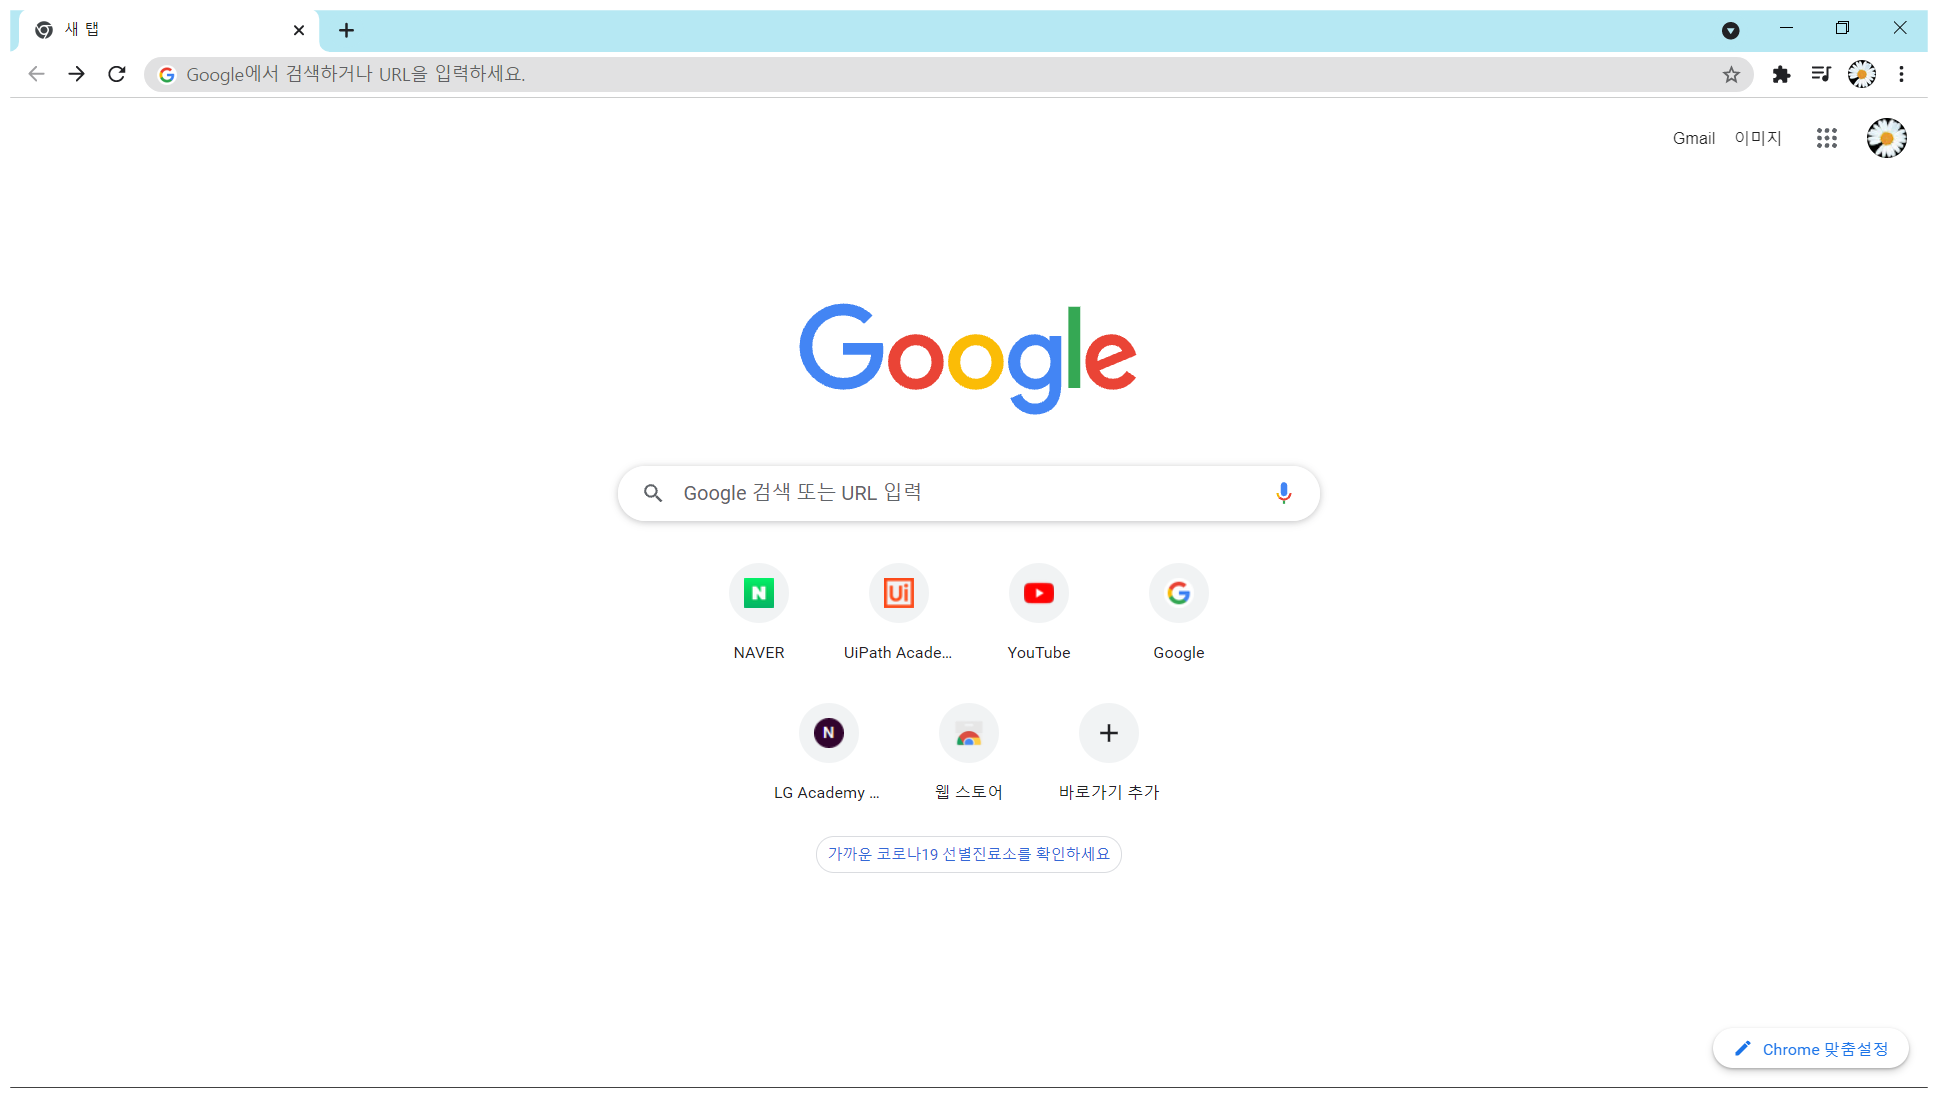 새 탭
Google에서 검색하거나 URL을 입력하세요.
Gmail 이미지
Google
Google 검색 또는 URL 입력
N Ui G
NAVER UiPath Acade... YouTube Google
N
LG Academy ... 웹 스토어 바로가기 추가
가까운 코로나19 선별진료소를 확인하세요
Chrome 맞춤설정